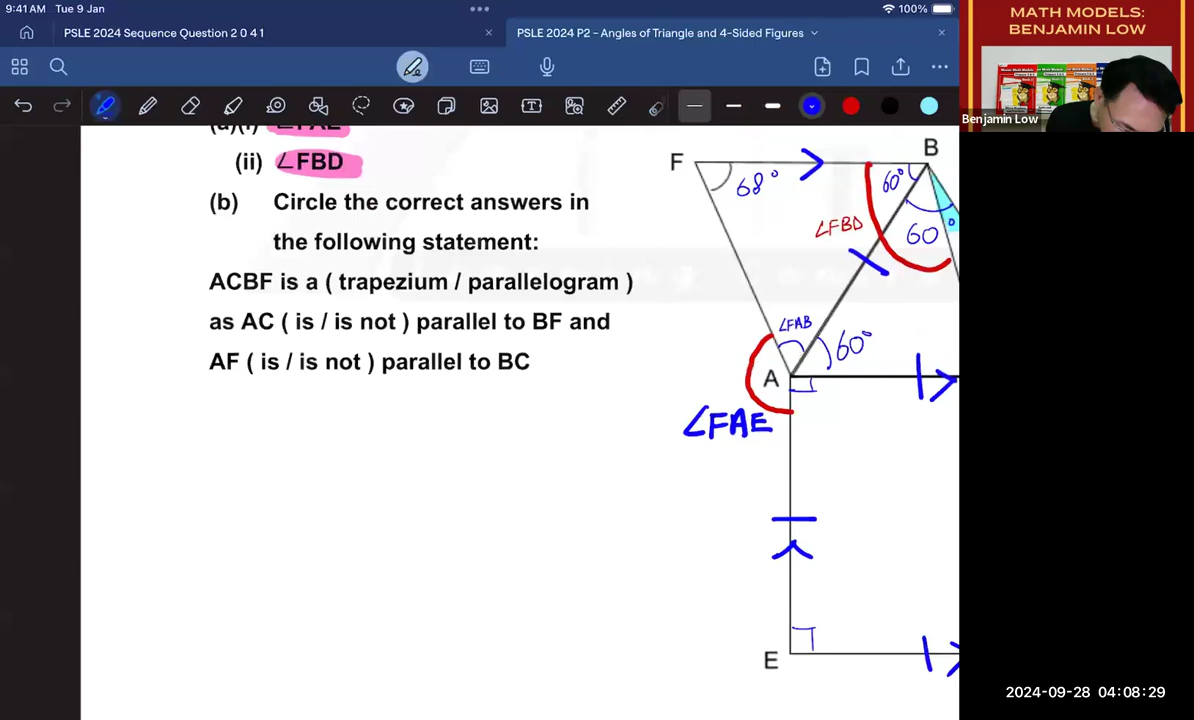 9:41 AM Tue 9 Jan
100%
PSLE 2024 Sequence Question 2 0 4 1
PSLE 2024 P2 – Angles of Triangle and 4-Sided Figures
MATH MODELS:
BENJAMIN LOW
Benjamin Low
(ii) ∠FBD
(b) Circle the correct answers in
the following statement:
ACBF is a ( trapezium / parallelogram )
as AC ( is / is not ) parallel to BF and
AF ( is / is not ) parallel to BC
F
B
68°
60°
∠FBD
60°
∠FAB
60°
A
∠FAE
E
2024-09-28 04:08:29